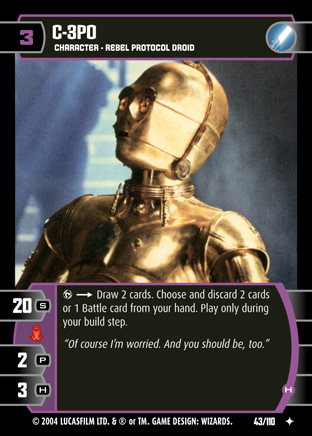 3
C-3PO
CHARACTER • REBEL PROTOCOL DROID
20 S
2 P
3 H
Draw 2 cards. Choose and discard 2 cards
or 1 Battle card from your hand. Play only during
your build step.
“Of course I’m worried. And you should be, too.”
H
© 2004 LUCASFILM LTD. & ® or TM. GAME DESIGN: WIZARDS.
43/110